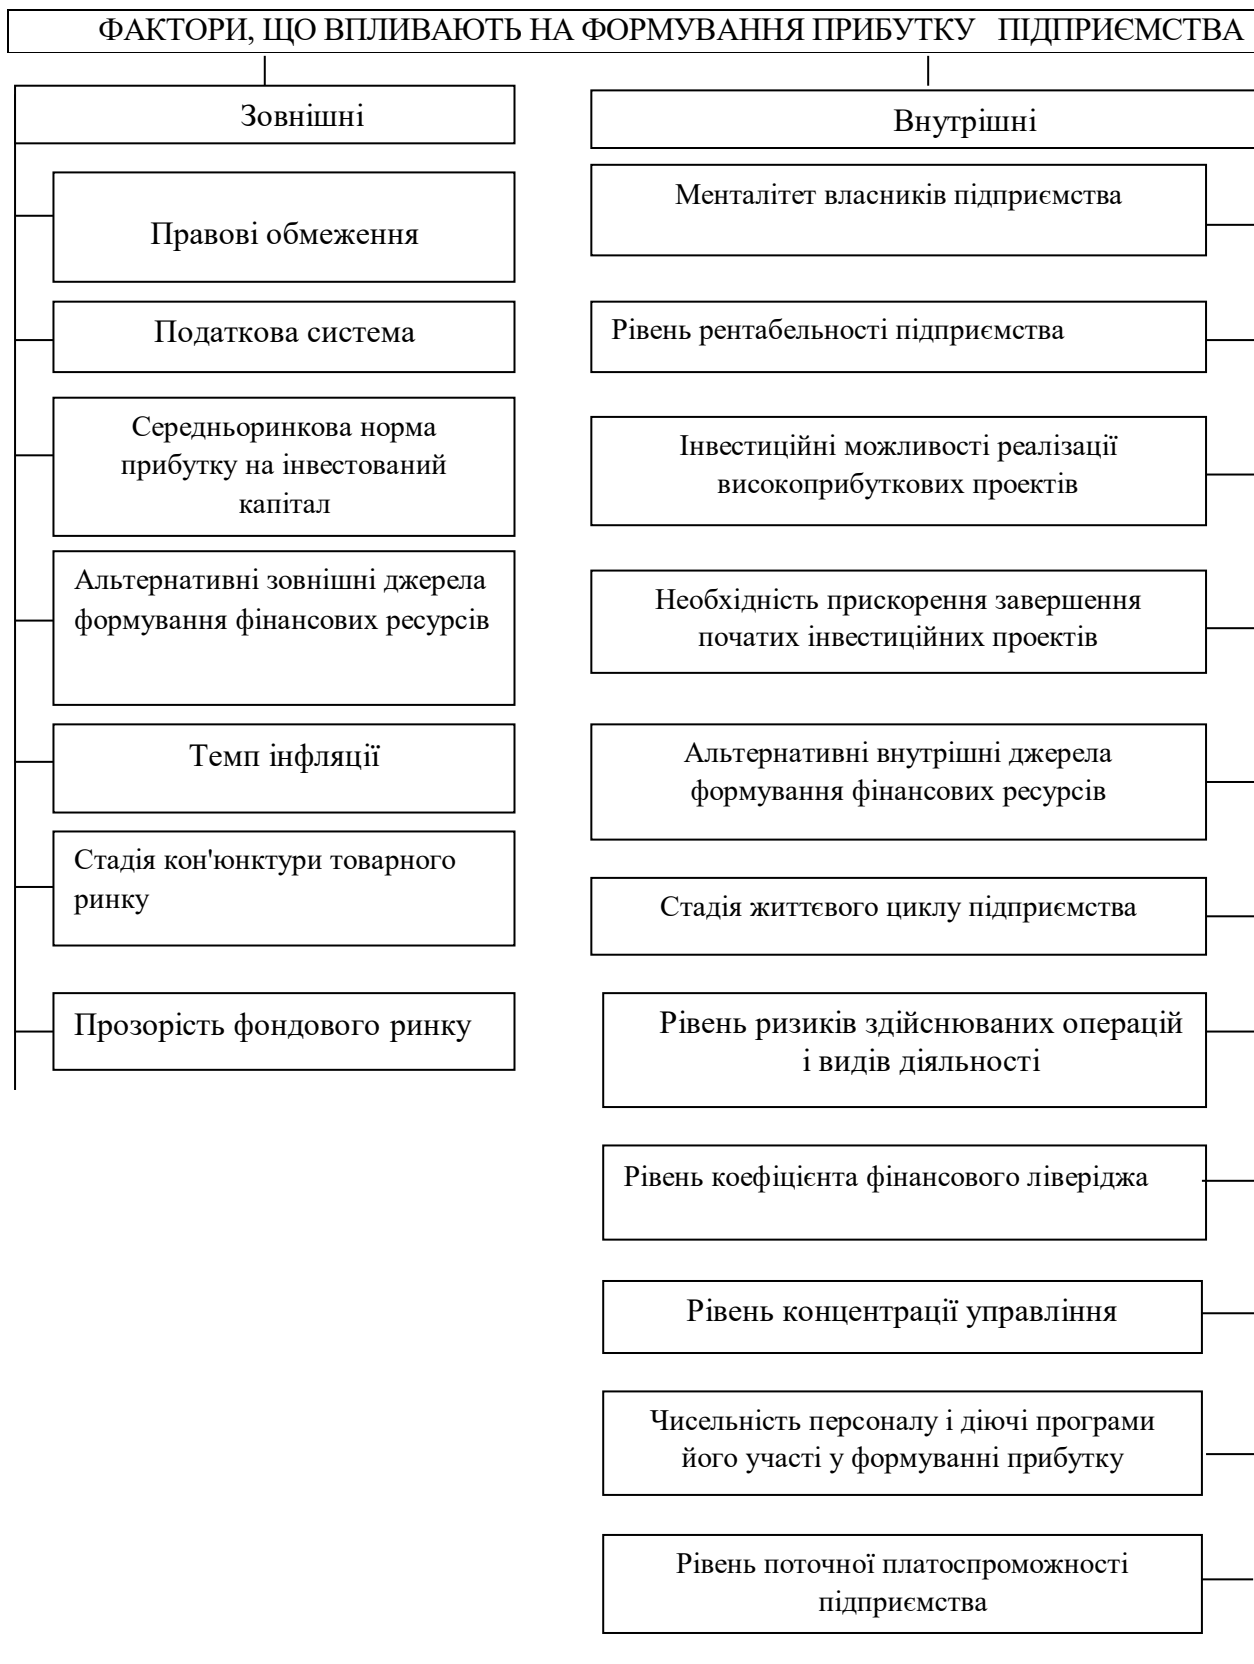 ФАКТОРИ, ЩО ВПЛИВАЮТЬ НА ФОРМУВАННЯ ПРИБУТКУ ПІДПРИЄМСТВА
Зовнішні
Правові обмеження
Податкова система
Середньоринкова норма
прибутку на інвестований
капітал
Альтернативні зовнішні джерела
формування фінансових ресурсів
Темп інфляції
Стадія кон'юнктури товарного
ринку
Прозорість фондового ринку
Внутрішні
Менталітет власників підприємства
Рівень рентабельності підприємства
Інвестиційні можливості реалізації
високоприбуткових проектів
Необхідність прискорення завершення
початих інвестиційних проектів
Альтернативні внутрішні джерела
формування фінансових ресурсів
Стадія життєвого циклу підприємства
Рівень ризиків здійснюваних операцій
і видів діяльності
Рівень коефіцієнта фінансового ліверіджа
Рівень концентрації управління
Чисельність персоналу і діючі програми
його участі у формуванні прибутку
Рівень поточної платоспроможності
підприємства